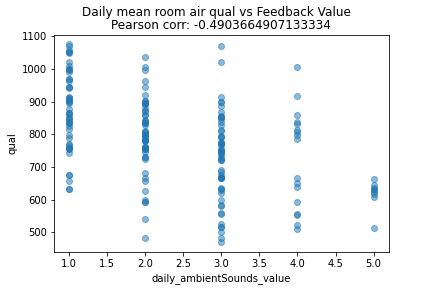 Daily mean room air qual vs Feedback Value
Pearson corr: -0.4903664907133334
1100
1000
900
800
700
600
500
qual
1.0 1.5 2.0 2.5 3.0 3.5 4.0 4.5 5.0
daily_ambientSounds_value